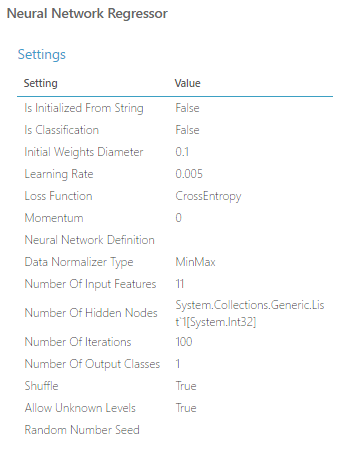 Neural Network Regressor
Settings
Setting Value
Is Initialized From String False
Is Classification False
Initial Weights Diameter 0.1
Learning Rate 0.005
Loss Function CrossEntropy
Momentum 0
Neural Network Definition
Data Normalizer Type MinMax
Number Of Input Features 11
Number Of Hidden Nodes System.Collections.Generic.Lis
t`1[System.Int32]
Number Of Iterations 100
Number Of Output Classes 1
Shuffle True
Allow Unknown Levels True
Random Number Seed